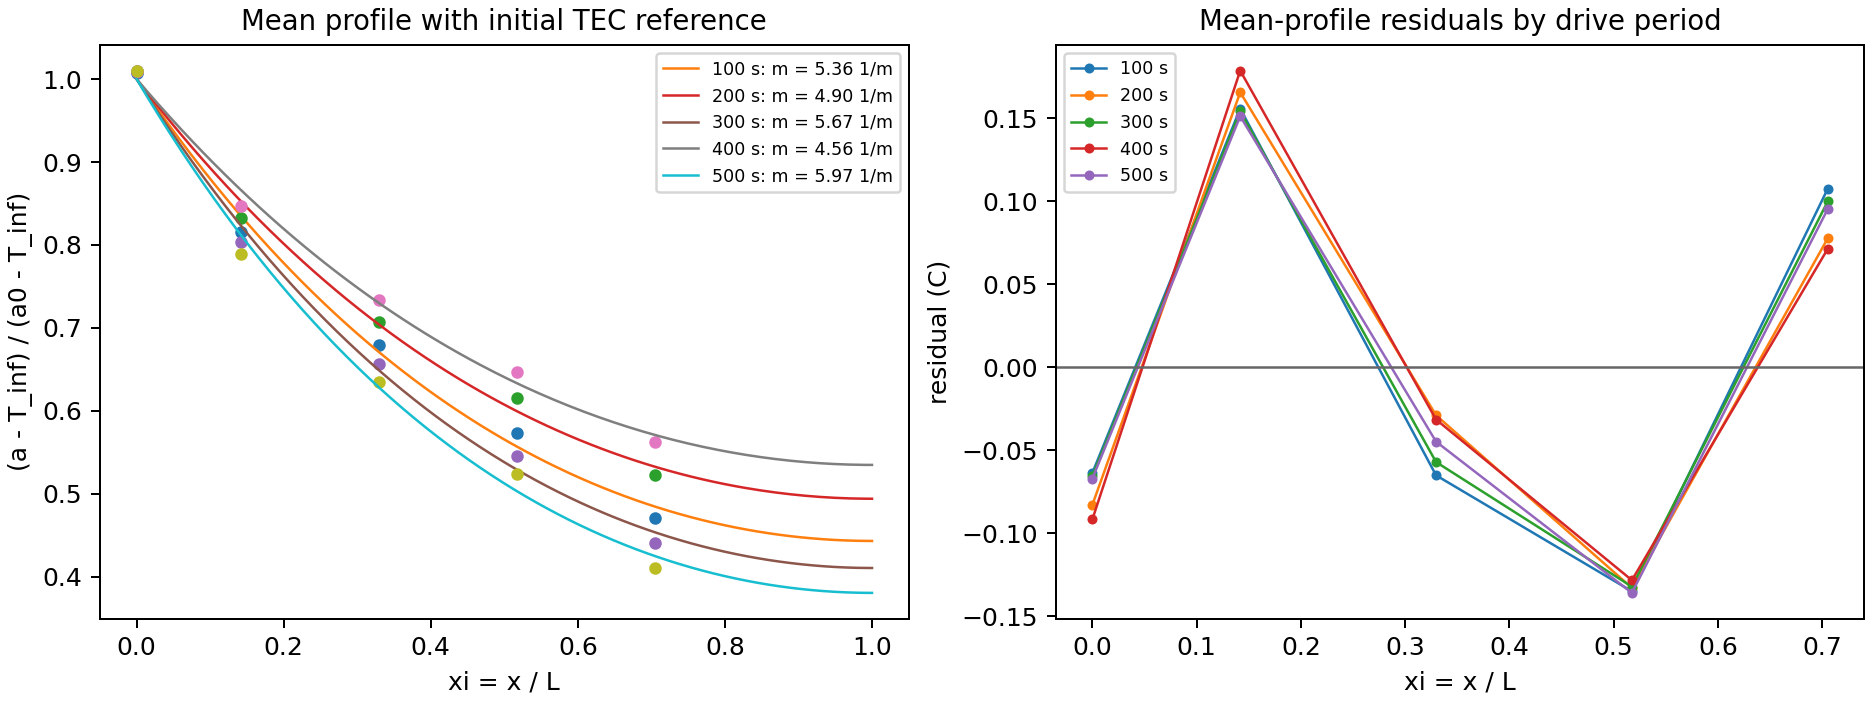 Mean profile with initial TEC reference
100 s: m = 5.36 1/m
200 s: m = 4.90 1/m
300 s: m = 5.67 1/m
400 s: m = 4.56 1/m
500 s: m = 5.97 1/m
(a - T_inf) / (a0 - T_inf)
1.0
0.9
0.8
0.7
0.6
0.5
0.4
0.0 0.2 0.4 0.6 0.8 1.0
xi = x / L
Mean-profile residuals by drive period
100 s
200 s
300 s
400 s
500 s
residual (C)
0.15
0.10
0.05
0.00
−0.05
−0.10
−0.15
0.0 0.1 0.2 0.3 0.4 0.5 0.6 0.7
xi = x / L